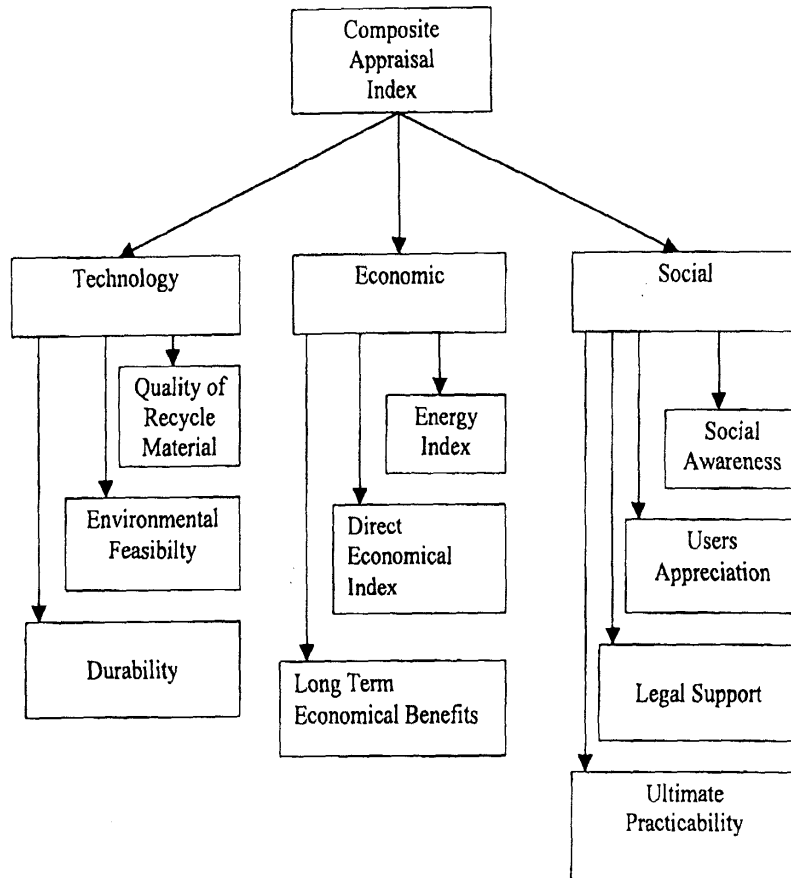 Composite
Appraisal
Index
Technology
Economic
Social
Quality of
Recycle
Material
Energy
Index
Social
Awareness
Environmental
Feasibilty
Direct
Economical
Index
Users
Appreciation
Durability
Long Term
Economical Benefits
Legal Support
Ultimate
Practicability